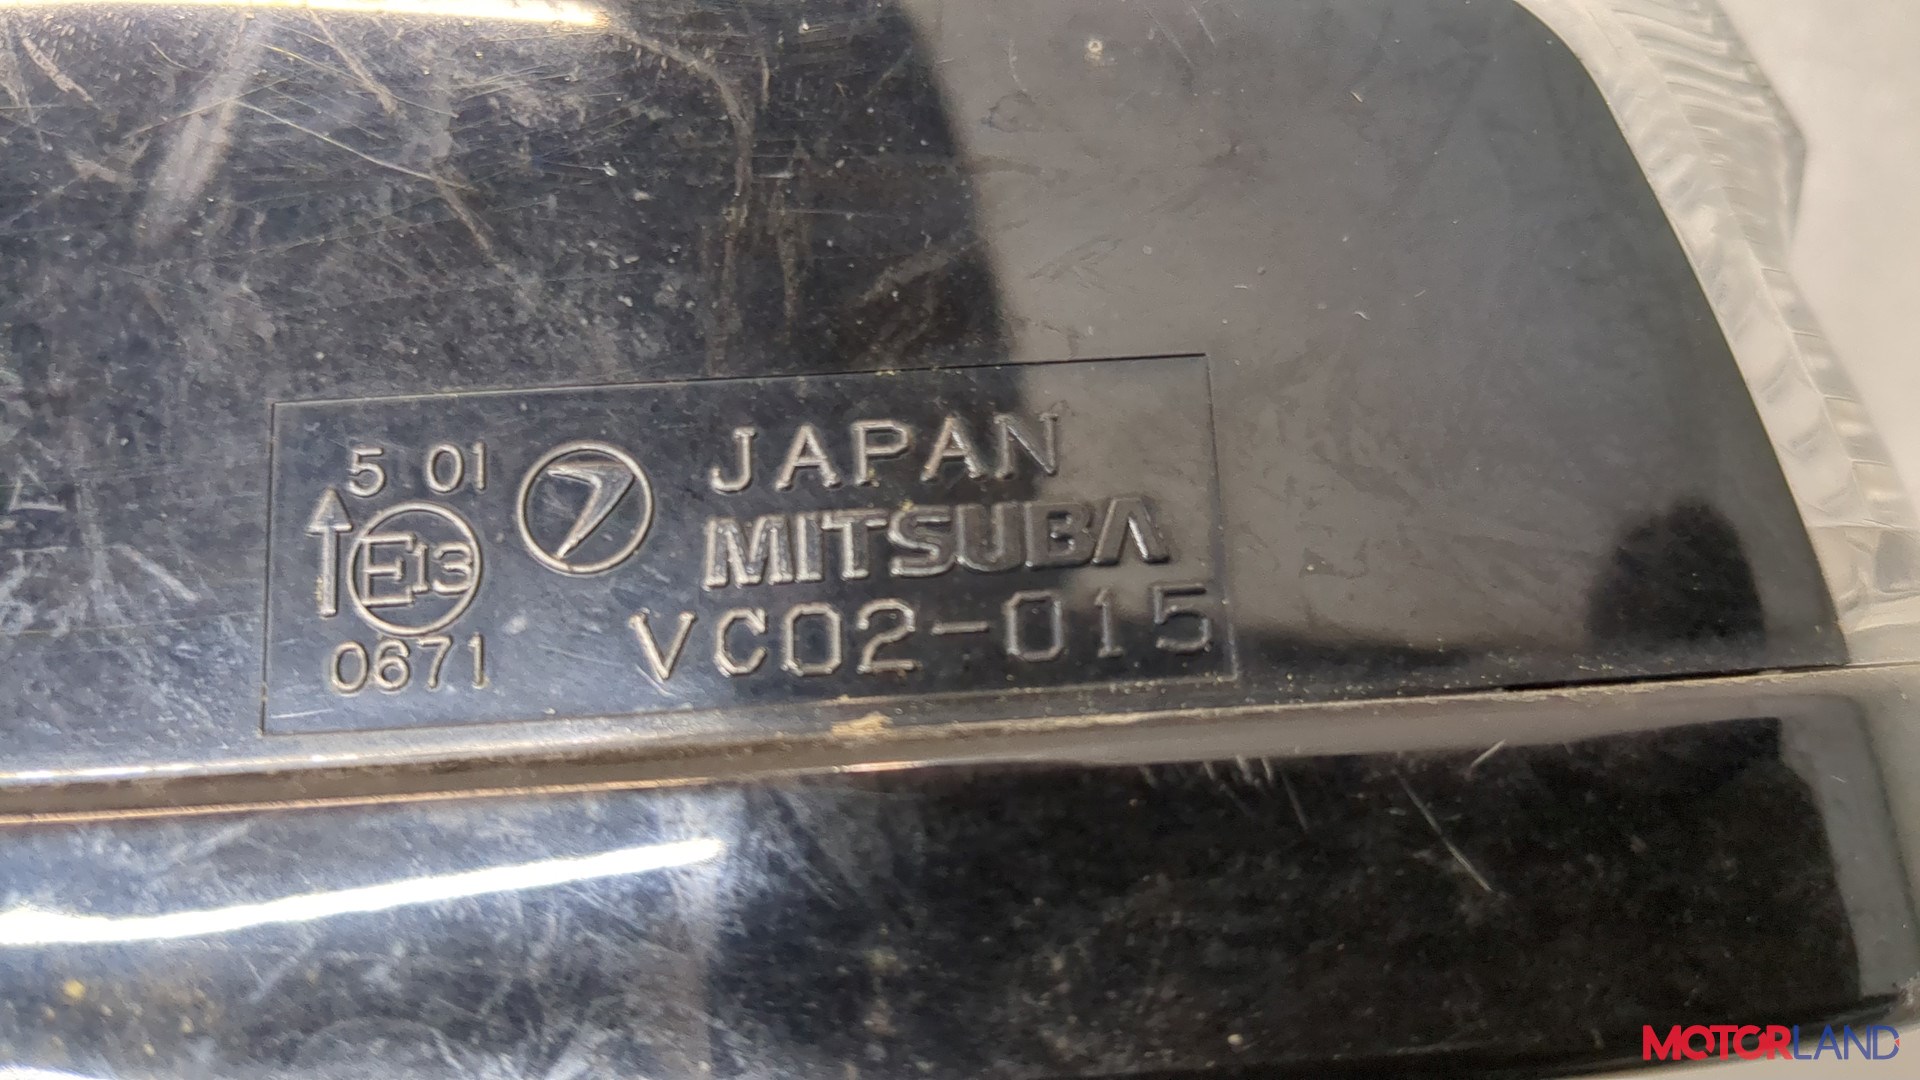 5 01
E13
0671
JAPAN
MITSUBA
VC02-015
MOTORLAND